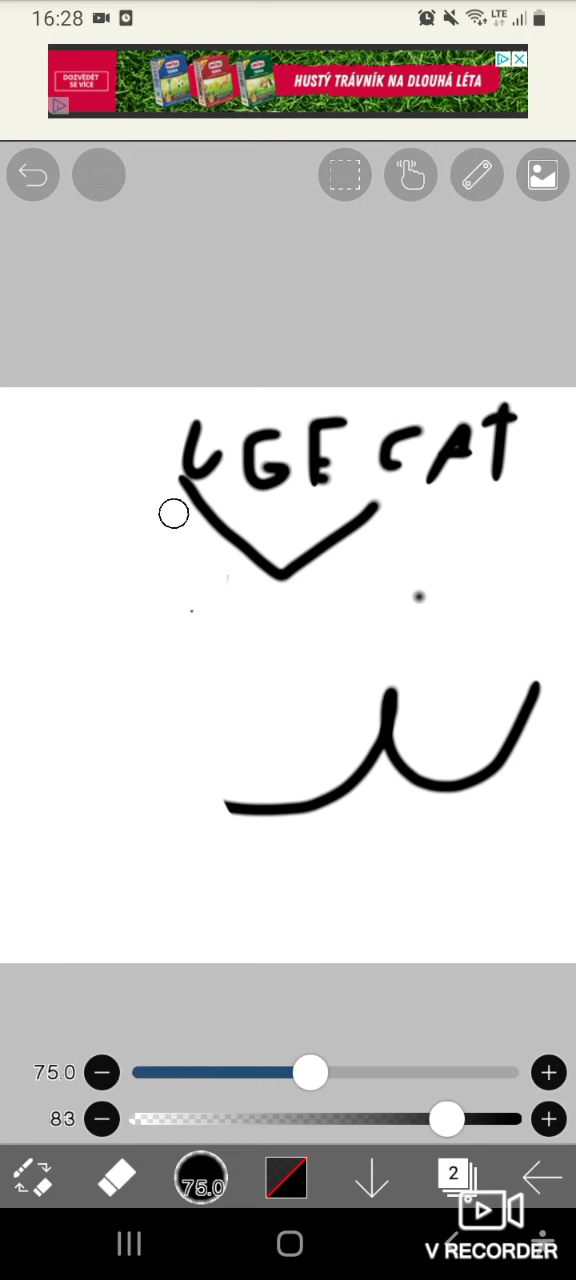 16:28
LTE
DOZVĚDĚT
SE VÍCE
HUSTÝ TRÁVNÍK NA DLOUHÁ LÉTA
UGE CAT
75.0
83
75.0
2
V RECORDER